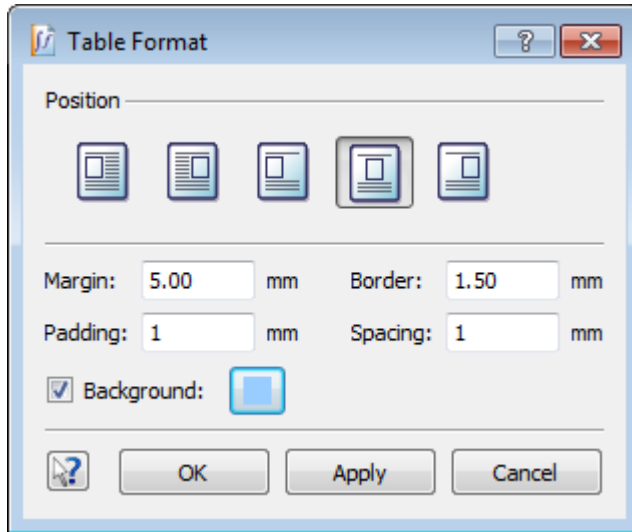 Table Format
Position
Margin: 5.00 mm Border: 1.50 mm
Padding: 1 mm Spacing: 1 mm
Background:
OK Apply Cancel